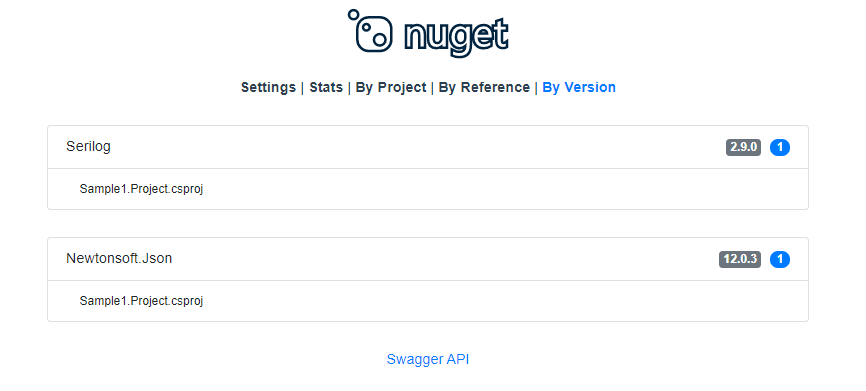 nuget
Settings | Stats | By Project | By Reference | By Version
Serilog 2.9.0 1
Sample1.Project.csproj
Newtonsoft.Json 12.0.3 1
Sample1.Project.csproj
Swagger API